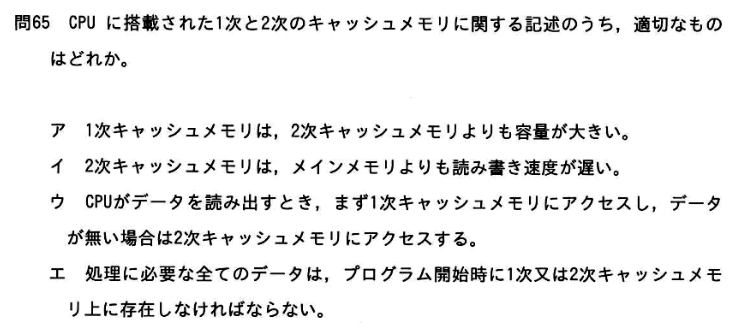 問65 CPU に搭載された1次と2次のキャッシュメモリに関する記述のうち，適切なもの
はどれか。
ア 1次キャッシュメモリは，2次キャッシュメモリよりも容量が大きい。
イ 2次キャッシュメモリは，メインメモリよりも読み書き速度が遅い。
ウ CPUがデータを読み出すとき，まず1次キャッシュメモリにアクセスし，データ
が無い場合は2次キャッシュメモリにアクセスする。
エ 処理に必要な全てのデータは，プログラム開始時に1次又は2次キャッシュメモ
リ上に存在しなければならない。